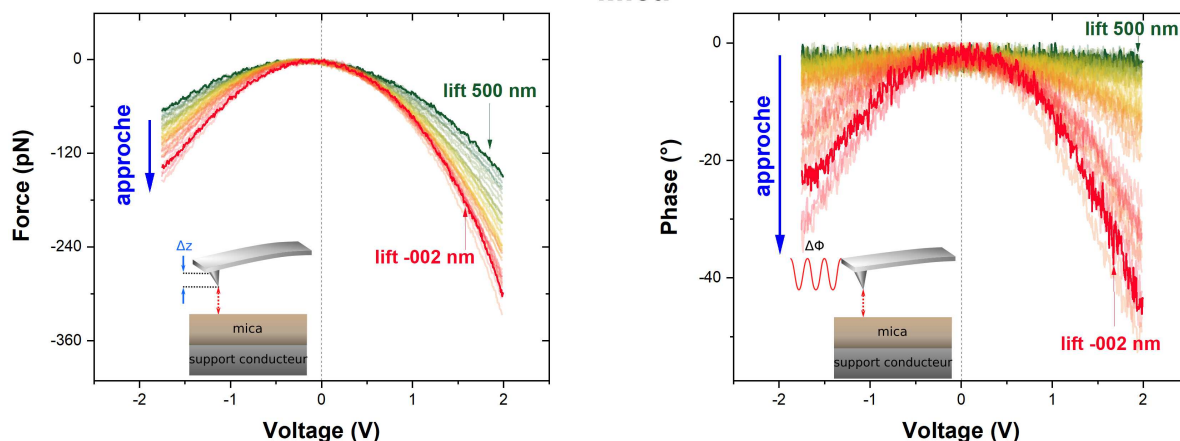 lift 500 nm
0
-120
-240
-360
Force (pN)
approche
lift 500 nm
lift -002 nm
Δz
mica
support conducteur
-2
-1
0
1
2
Voltage (V)
0
-20
-40
Phase (°)
approche
ΔΦ
lift -002 nm
mica
support conducteur
-2
-1
0
1
2
Voltage (V)